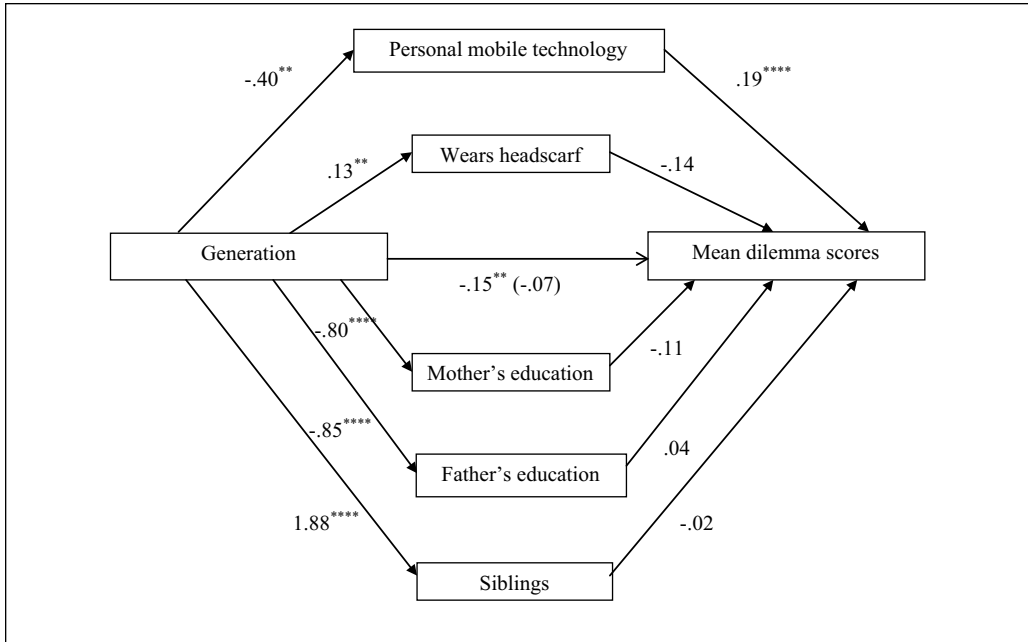 Personal mobile technology
-.40**
.19****
Wears headscarf
.13**
-.14
Generation
Mean dilemma scores
-.15** (-.07)
-.80****
Mother's education
-.11
-.85****
Father's education
.04
1.88****
-.02
Siblings